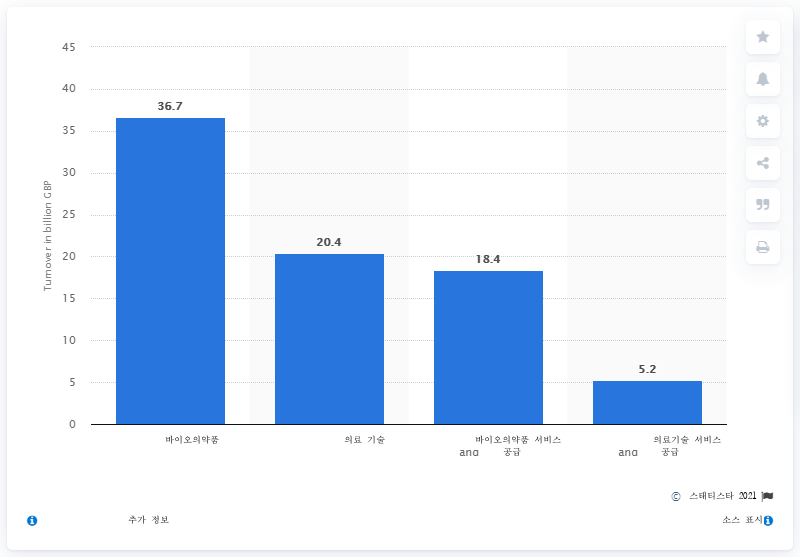 45
40
35
30
25
20
15
10
5
0
Turnover in billion GBP
36.7
20.4
18.4
5.2
바이오의약품
의료 기술
바이오의약품 서비스
and 공급
의료기술 서비스
and 공급
© 스태티스타 2021
추가 정보
소스 표시